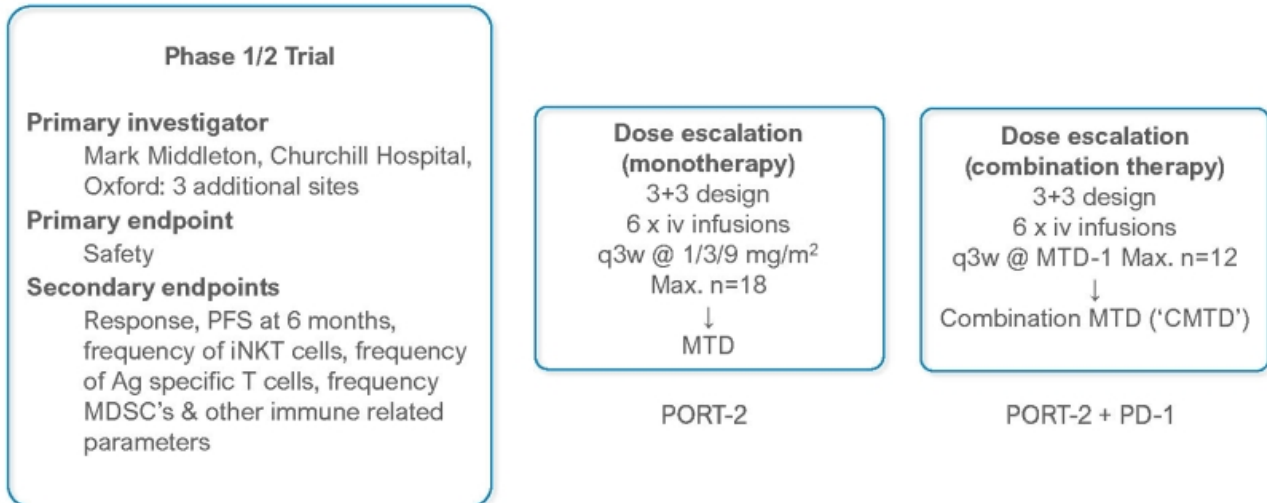 Phase 1/2 Trial
Primary investigator
Mark Middleton, Churchill Hospital,
Oxford: 3 additional sites
Primary endpoint
Safety
Secondary endpoints
Response, PFS at 6 months,
frequency of iNKT cells, frequency
of Ag specific T cells, frequency
MDSC's & other immune related
parameters
Dose escalation
(monotherapy)
3+3 design
6 x iv infusions
q3w @ 1/3/9 mg/m²
Max. n=18
↓
MTD
PORT-2
Dose escalation
(combination therapy)
3+3 design
6 x iv infusions
q3w @ MTD-1 Max. n=12
↓
Combination MTD (‘CMTD’)
PORT-2 + PD-1